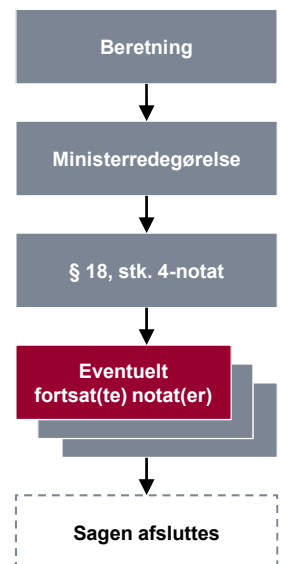 Beretning
Ministerredegørelse
§ 18, stk. 4-notat
Eventuelt
fortsat(te) notat(er)
Sagen afsluttes